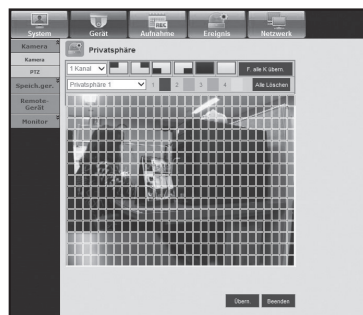 REC
System Gerät Aufnahme Ereignis Netzwerk
Kamera
Kamera
PTZ
Speich.ger.
Remote-
Gerät
Monitor
Privatsphäre
1 Kanal F. alle K übern.
Privatsphäre 1 1 2 3 4 Alle Löschen
Übern. Beenden